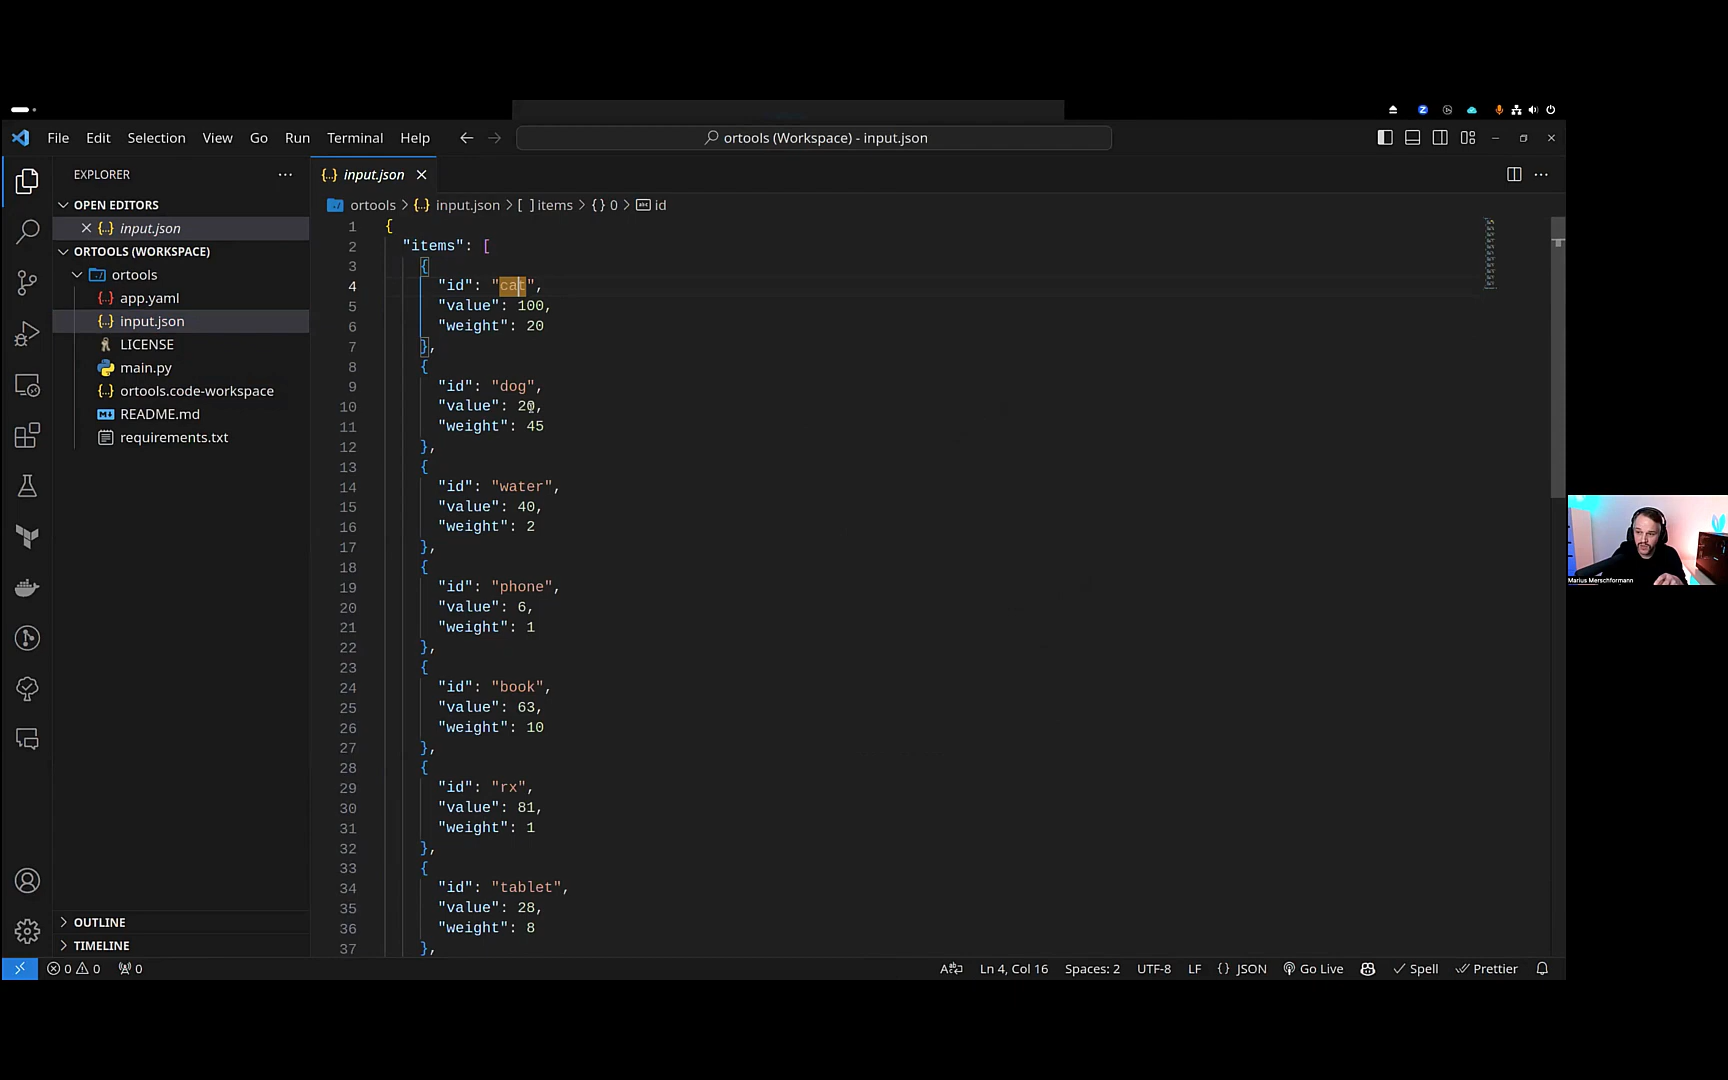 File Edit Selection View Go Run Terminal Help
ortools (Workspace) - input.json
EXPLORER
OPEN EDITORS
input.json
ORTOOLS (WORKSPACE)
ortools
app.yaml
input.json
LICENSE
main.py
ortools.code-workspace
README.md
requirements.txt
OUTLINE
TIMELINE
input.json
ortools > input.json > [ ] items > { } 0 > id
1 {
2 "items": [
3 {
4 "id": "cat",
5 "value": 100,
6 "weight": 20
7 },
8 {
9 "id": "dog",
10 "value": 20,
11 "weight": 45
12 },
13 {
14 "id": "water",
15 "value": 40,
16 "weight": 2
17 },
18 {
19 "id": "phone",
20 "value": 6,
21 "weight": 1
22 },
23 {
24 "id": "book",
25 "value": 63,
26 "weight": 10
27 },
28 {
29 "id": "rx",
30 "value": 81,
31 "weight": 1
32 },
33 {
34 "id": "tablet",
35 "value": 28,
36 "weight": 8
37 },
Marius Merschformann
0 0 0
Ln 4, Col 16 Spaces: 2 UTF-8 LF { } JSON Go Live Spell Prettier